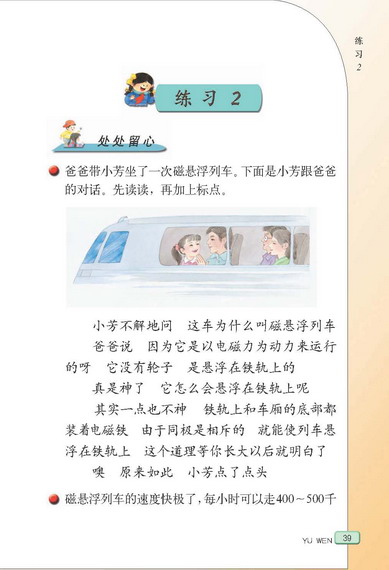 练习2
练习 2
处处留心
爸爸带小芳坐了一次磁悬浮列车。下面是小芳跟爸爸
的对话。先读读，再加上标点。
小芳不解地问 这车为什么叫磁悬浮列车
爸爸说 因为它是以电磁力为动力来运行
的呀 它没有轮子 是悬浮在铁轨上的
真是神了 它怎么会悬浮在铁轨上呢
其实一点也不神 铁轨上和车厢的底部都
装着电磁铁 由于同极是相斥的 就能使列车悬
浮在铁轨上 这个道理等你长大以后就明白了
噢 原来如此 小芳点了点头
磁悬浮列车的速度快极了，每小时可以走400～500千
YU WEN 39